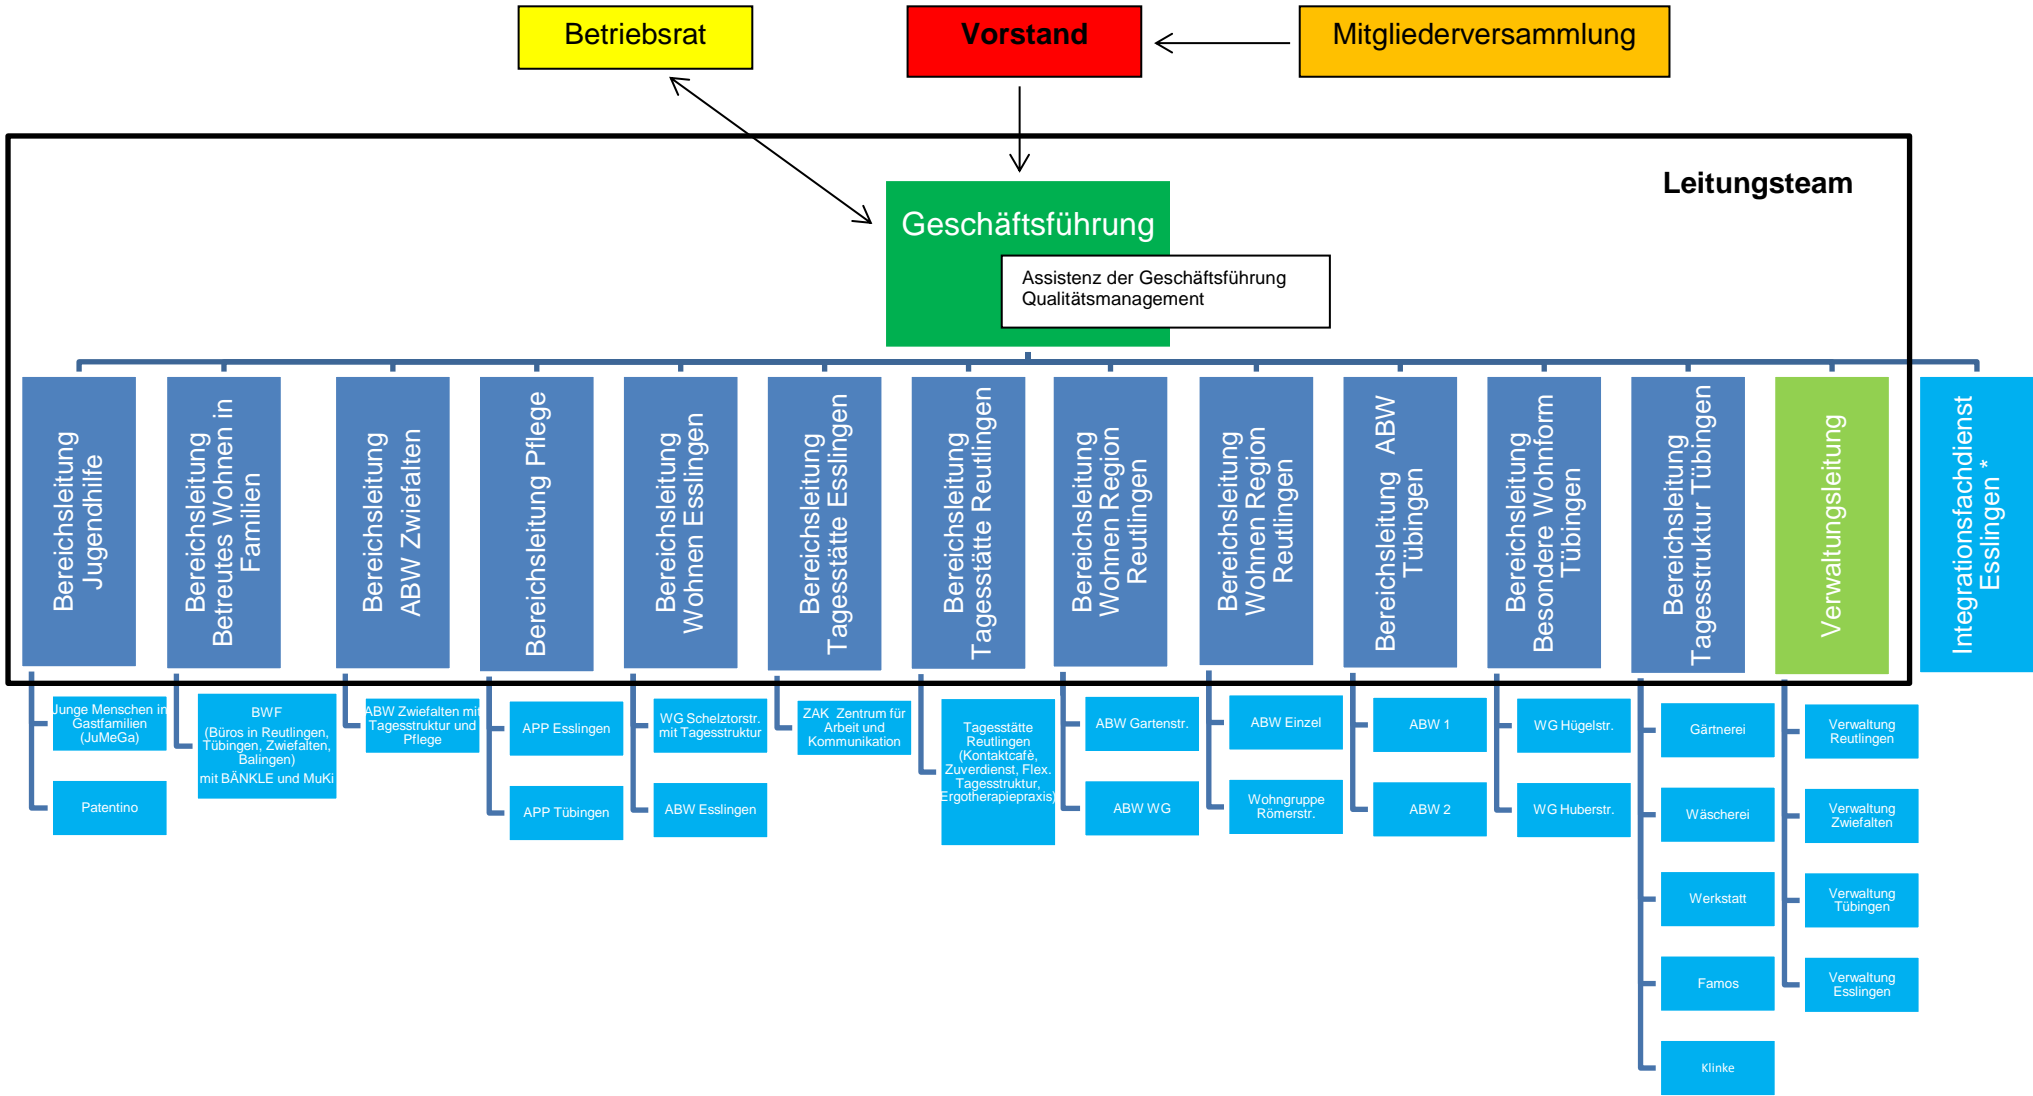 Betriebsrat
Vorstand
Mitgliederversammlung
Leitungsteam
Geschäftsführung
Assistenz der Geschäftsführung
Qualitätsmanagement
Bereichsleitung
Jugendhilfe
Bereichsleitung
Betreutes Wohnen in
Familien
Bereichsleitung
ABW Zwiefalten
Bereichsleitung Pflege
Bereichsleitung
Wohnen Esslingen
Bereichsleitung
Tagesstätte Esslingen
Bereichsleitung
Tagesstätte Reutlingen
Bereichsleitung
Wohnen Region
Reutlingen
Bereichsleitung
Wohnen Region
Reutlingen
Bereichsleitung ABW
Tübingen
Bereichsleitung
Besondere Wohnform
Tübingen
Bereichsleitung
Tagesstruktur Tübingen
Verwaltungsleitung
Integrationsfachdienst
Esslingen *
Junge Menschen in
Gastfamilien
(JuMeGa)
Patentino
BWF
(Büros in Reutlingen,
Tübingen, Zwiefalten,
Balingen)
mit BÄNKLE und MuKi
ABW Zwiefalten mit
Tagesstruktur und
Pflege
APP Esslingen
APP Tübingen
WG Schelztorstr.
mit Tagesstruktur
ABW Esslingen
ZAK Zentrum für
Arbeit und
Kommunikation
Tagesstätte
Reutlingen
(Kontaktcafè,
Zuverdienst, Flex.
Tagesstruktur,
Ergotherapiepraxis)
ABW Gartenstr.
ABW WG
ABW Einzel
Wohngruppe
Römerstr.
ABW 1
ABW 2
WG Hügelstr.
WG Huberstr.
Gärtnerei
Wäscherei
Werkstatt
Famos
Klinke
Verwaltung
Reutlingen
Verwaltung
Zwiefalten
Verwaltung
Tübingen
Verwaltung
Esslingen